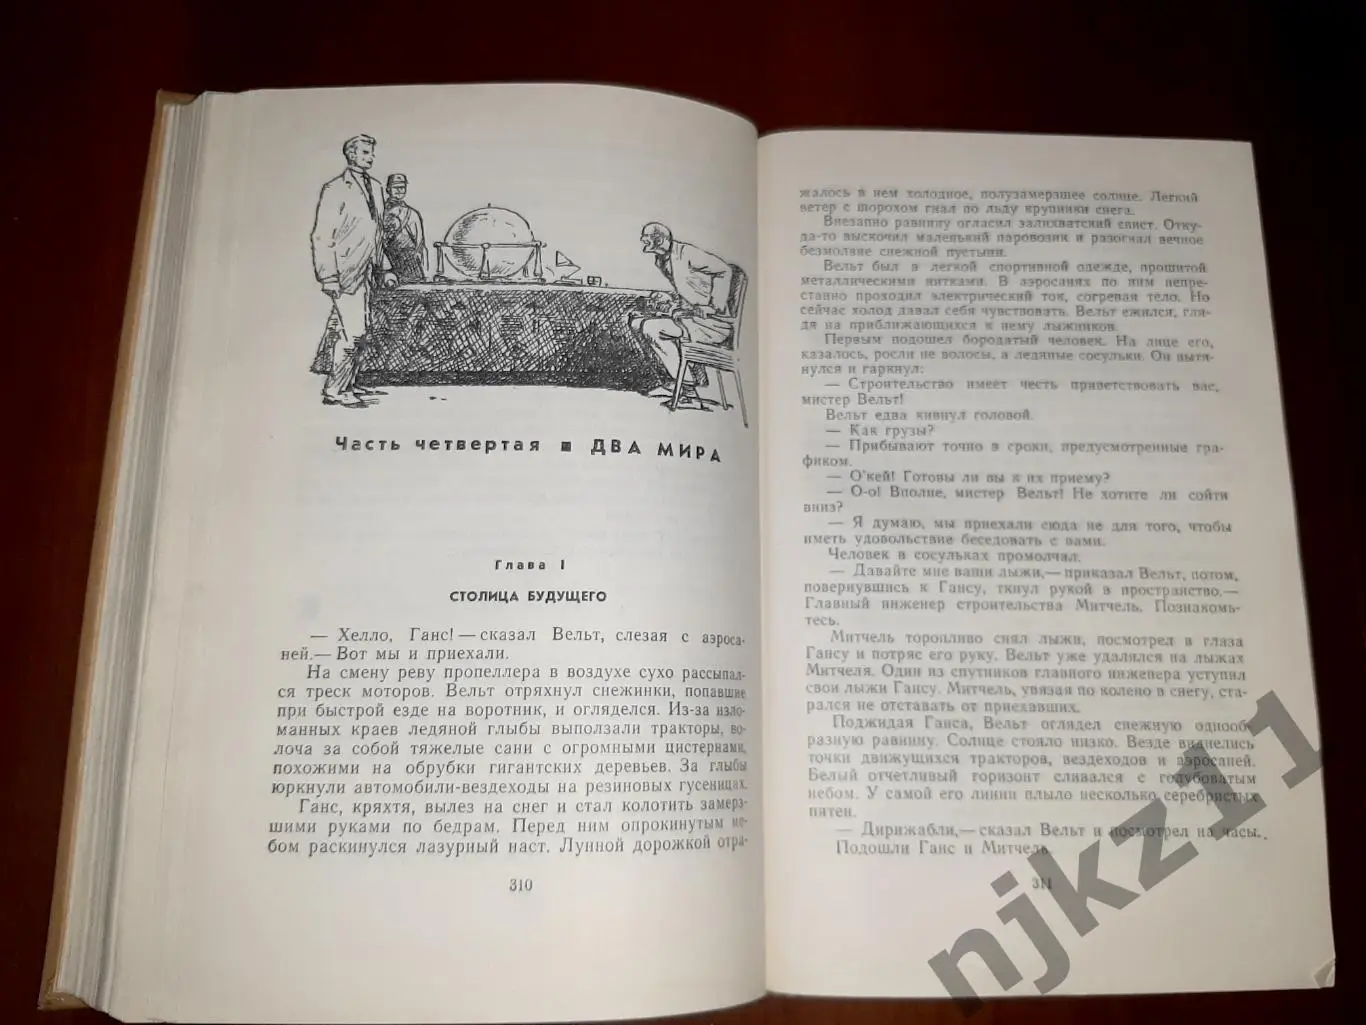 Часть четвертая ■ ДВА МИРА
Глава I
СТОЛИЦА БУДУЩЕГО
— Хелло, Ганс! — сказал Вельт, слезая с аэроса-
ней.— Вот мы и приехали.
На смену реву пропеллера в воздухе сухо рассыпал-
ся треск моторов. Вельт отряхнул снежинки, попавшие
при быстрой езде на воротник, и огляделся. Из-за изло-
манных краев ледяной глыбы выползали тракторы, во-
лоча за собой тяжелые сани с огромными цистернами,
похожими на обрубки гигантских деревьев. За глыбы
юркнули автомобили-вездеходы на резиновых гусеницах.
Ганс, кряхтя, вылез на снег и стал колотить замерз-
шими руками по бедрам. Перед ним опрокинутым не-
бом раскинулся лазурный наст. Лунной дорожкой отра-
310
жалось в нем холодное, полузамерзшее солнце. Легкий
ветер с шорохом гнал по льду крупинки снега.
Внезапно равнину огласил залихватский свист. Отку-
да-то выскочил маленький паровозик и разогнал вечное
безмолвие снежной пустыни.
Вельт был в легкой спортивной одежде, прошитой
металлическими нитками. В аэросанях по ним непре-
станно проходил электрический ток, согревая тело. Но
сейчас холод давал себя чувствовать. Вельт ежился, гля-
дя на приближающихся к нему лыжников.
Первым подошел бородатый человек. На лице его,
казалось, росли не волосы, а ледяные сосульки. Он вытя-
нулся и гаркнул:
— Строительство имеет честь приветствовать вас,
мистер Вельт!
Вельт едва кивнул головой.
— Как грузы?
— Прибывают точно в сроки, предусмотренные гра-
фиком.
— О'кей! Готовы ли вы к их приему?
— О-о! Вполне, мистер Вельт! Не хотите ли сойти
вниз?
— Я думаю, мы приехали сюда не для того, чтобы
иметь удовольствие беседовать с вами.
Человек в сосульках промолчал.
— Давайте мне ваши лыжи,— приказал Вельт, потом,
повернувшись к Гансу, ткнул рукой в пространство.—
Главный инженер строительства Митчель. Познакомь-
тесь.
Митчель торопливо снял лыжи, посмотрел в глаза
Гансу и потряс его руку. Вельт уже удалялся на лыжах
Митчеля. Один из спутников главного инженера уступил
свои лыжи Гансу. Митчель, увязая по колено в снегу, ста-
рался не отставать от приехавших.
Поджидая Ганса, Вельт оглядел снежную однооб-
разную равнину. Солнце стояло низко. Везде виднелись
точки движущихся тракторов, вездеходов и аэросаней.
Белый отчетливый горизонт сливался с голубоватым
небом. У самой его линии плыло несколько серебристых
пятен.
— Дирижабли,— сказал Вельт и посмотрел на часы.
Подошли Ганс и Митчель.
311
njkz11